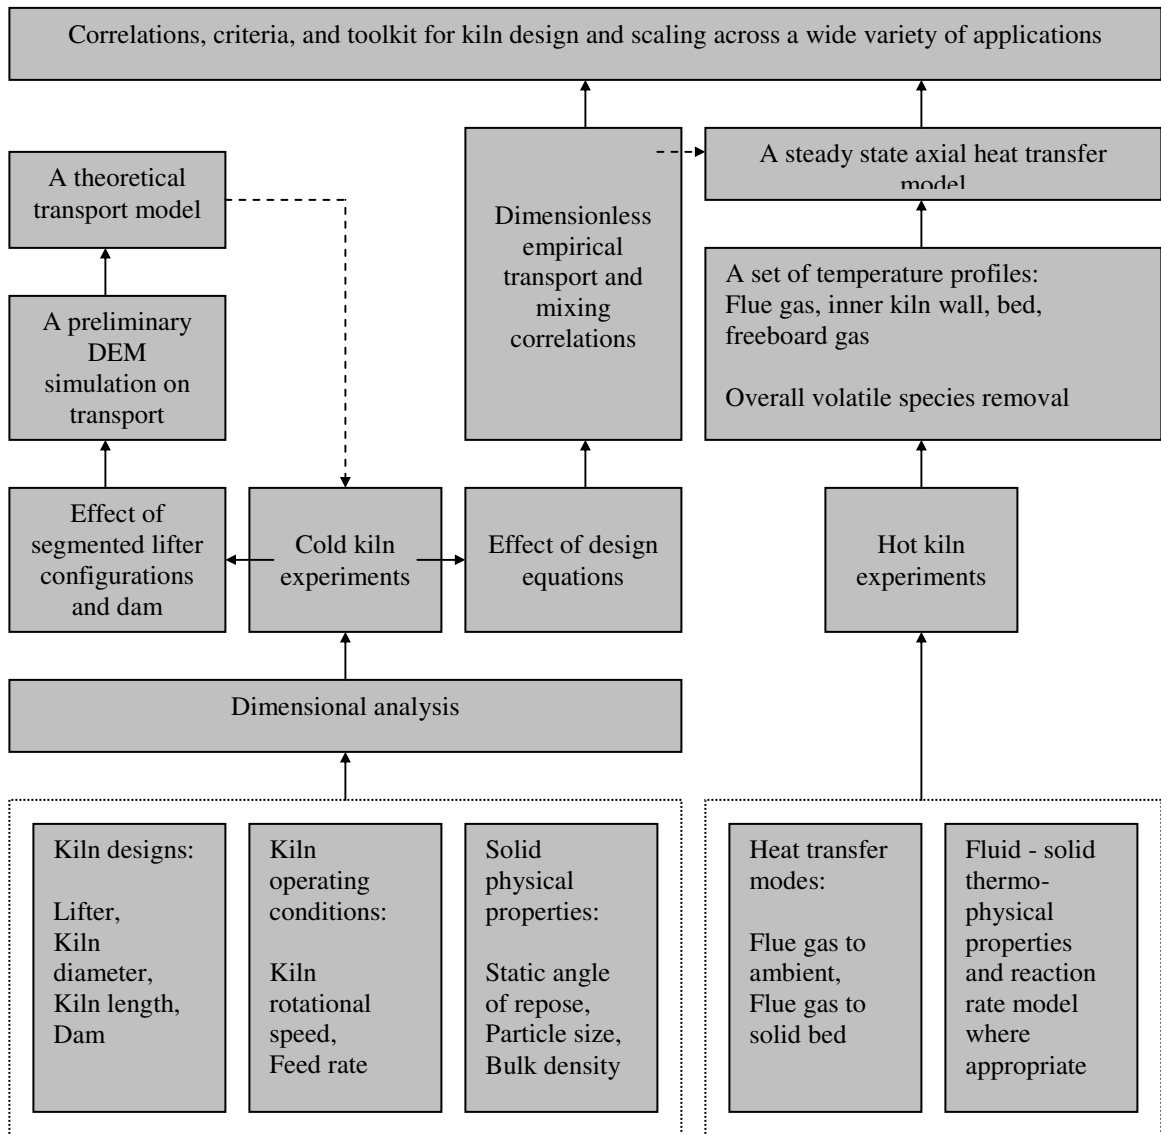 Correlations, criteria, and toolkit for kiln design and scaling across a wide variety of applications
A theoretical
transport model
A preliminary
DEM
simulation on
transport
Effect of
segmented lifter
configurations
and dam
Cold kiln
experiments
Dimensionless
empirical
transport and
mixing
correlations
Effect of design
equations
A steady state axial heat transfer
model
A set of temperature profiles:
Flue gas, inner kiln wall, bed,
freeboard gas
Overall volatile species removal
Hot kiln
experiments
Dimensional analysis
Kiln designs:
Lifter,
Kiln
diameter,
Kiln length,
Dam
Kiln
operating
conditions:
Kiln
rotational
speed,
Feed rate
Solid
physical
properties:
Static angle
of repose,
Particle size,
Bulk density
Heat transfer
modes:
Flue gas to
ambient,
Flue gas to
solid bed
Fluid - solid
thermo-
physical
properties
and reaction
rate model
where
appropriate